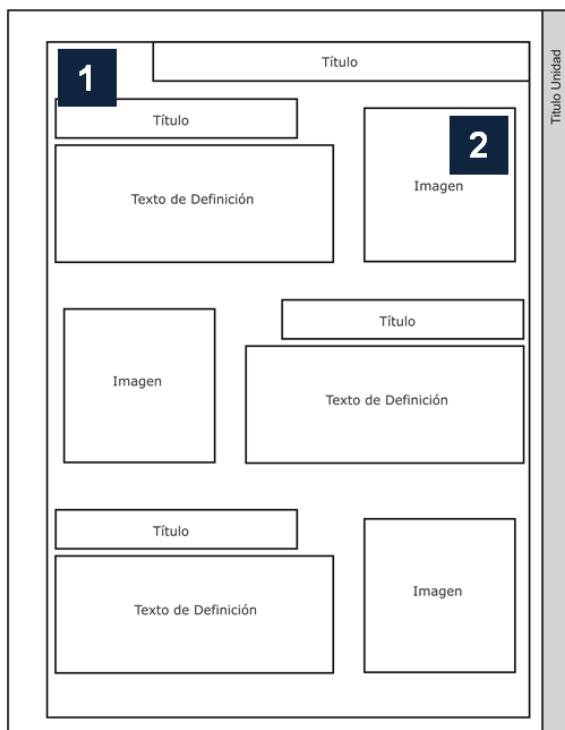 1
Título
Titulo Unidad
Título
2
Texto de Definición
Imagen
Título
Imagen
Texto de Definición
Título
Texto de Definición
Imagen